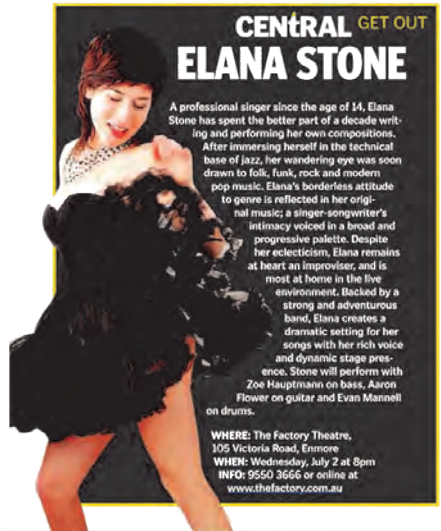 CENtRAL GET OUT
ELANA STONE
A professional singer since the age of 14, Elana
Stone has spent the better part of a decade writ-
ing and performing her own compositions.
After immersing herself in the technical
base of jazz, her wandering eye was soon
drawn to folk, funk, rock and modern
pop music. Elana's borderless attitude
to genre is reflected in her origi-
nal music; a singer-songwriter's
intimacy voiced in a broad and
progressive palette. Despite
her eclecticism, Elana remains
at heart an improviser, and is
most at home in the live
environment. Backed by a
strong and adventurous
band, Elana creates a
dramatic setting for her
songs with her rich voice
and dynamic stage pres-
ence. Stone will perform with
Zoe Hauptmann on bass, Aaron
Flower on guitar and Evan Mannell
on drums.
WHERE: The Factory Theatre,
105 Victoria Road, Enmore
WHEN: Wednesday, July 2 at 8pm
INFO: 9550 3666 or online at
www.thefactory.com.au